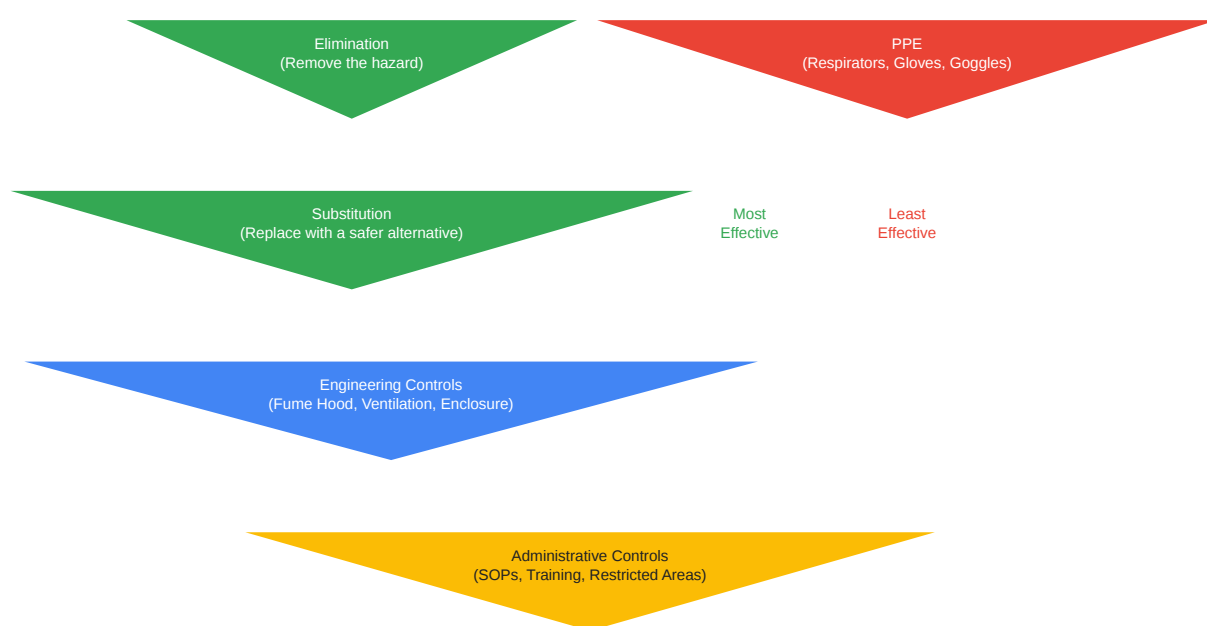 Elimination
(Remove the hazard)
PPE
(Respirators, Gloves, Goggles)
Substitution
(Replace with a safer alternative)
Most
Effective
Least
Effective
Engineering Controls
(Fume Hood, Ventilation, Enclosure)
Administrative Controls
(SOPs, Training, Restricted Areas)